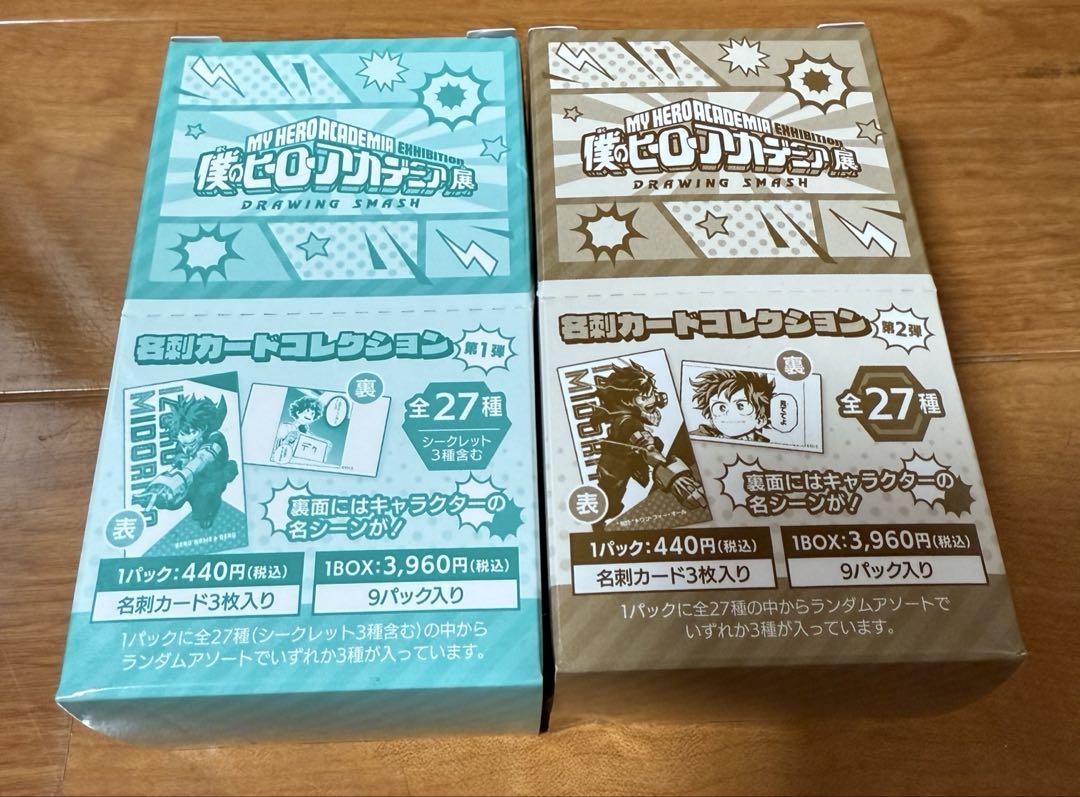 MY HERO ACADEMIA EXHIBITION
僕のヒーローアカデミア展
DRAWING SMASH
名刺カードコレクション
第1弾
IZUKU
MIDORIYA
表
裏
デク
全27種
シークレット
3種含む
裏面にはキャラクターの
名シーンが!
1パック:440円(税込)
名刺カード3枚入り
1BOX:3,960円(税込)
9パック入り
1パックに全27種(シークレット3種含む)の中から
ランダムアソートでいずれか3種が入っています。
MY HERO ACADEMIA EXHIBITION
僕のヒーローアカデミア展
DRAWING SMASH
名刺カードコレクション
第2弾
MIDORIY
表
裏
全27種
裏面にはキャラクターの
名シーンが!
1パック:440円(税込)
名刺カード3枚入り
1BOX:3,960円(税込)
9パック入り
1パックに全27種の中からランダムアソートで
いずれか3種が入っています。